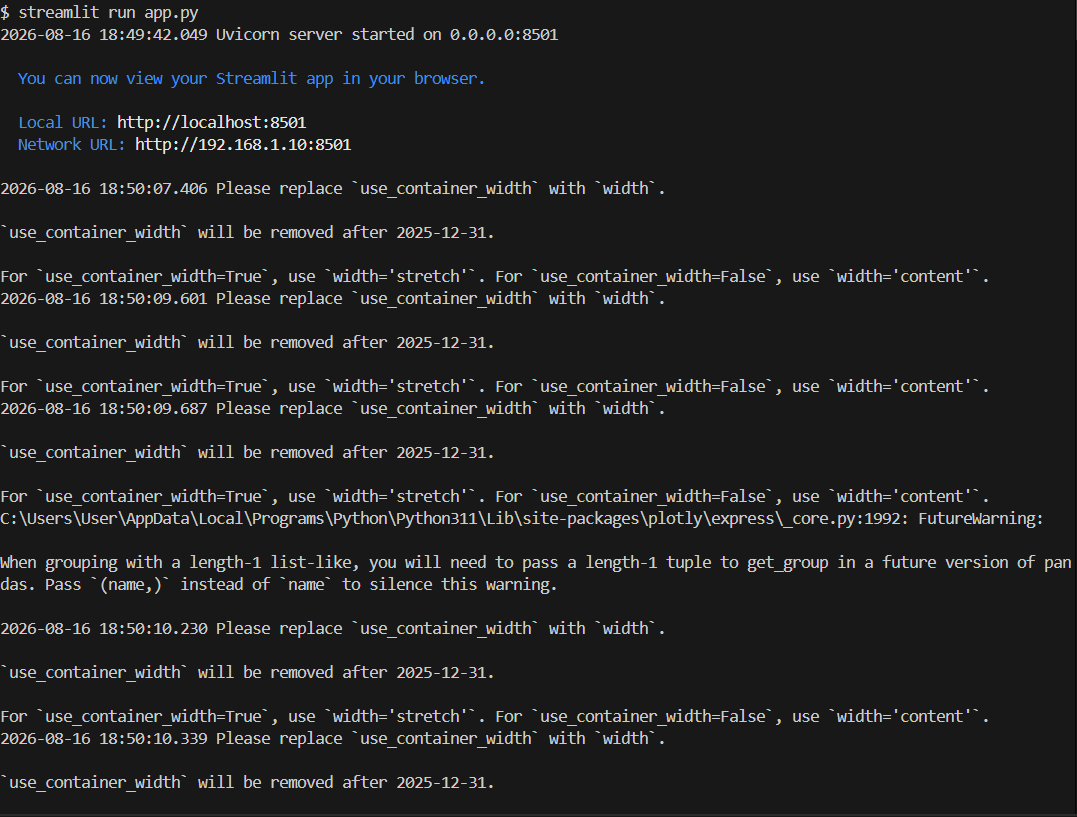 $ streamlit run app.py
2026-08-16 18:49:42.049 Uvicorn server started on 0.0.0.0:8501
You can now view your Streamlit app in your browser.
Local URL: http://localhost:8501
Network URL: http://192.168.1.10:8501
2026-08-16 18:50:07.406 Please replace `use_container_width` with `width`.
`use_container_width` will be removed after 2025-12-31.
For `use_container_width=True`, use `width='stretch'`. For `use_container_width=False`, use `width='content'`.
2026-08-16 18:50:09.601 Please replace `use_container_width` with `width`.
`use_container_width` will be removed after 2025-12-31.
For `use_container_width=True`, use `width='stretch'`. For `use_container_width=False`, use `width='content'`.
2026-08-16 18:50:09.687 Please replace `use_container_width` with `width`.
`use_container_width` will be removed after 2025-12-31.
For `use_container_width=True`, use `width='stretch'`. For `use_container_width=False`, use `width='content'`.
C:\Users\User\AppData\Local\Programs\Python\Python311\Lib\site-packages\plotly\express\_core.py:1992: FutureWarning:
When grouping with a length-1 list-like, you will need to pass a length-1 tuple to get_group in a future version of pan
das. Pass `(name,)` instead of `name` to silence this warning.
2026-08-16 18:50:10.230 Please replace `use_container_width` with `width`.
`use_container_width` will be removed after 2025-12-31.
For `use_container_width=True`, use `width='stretch'`. For `use_container_width=False`, use `width='content'`.
2026-08-16 18:50:10.339 Please replace `use_container_width` with `width`.
`use_container_width` will be removed after 2025-12-31.